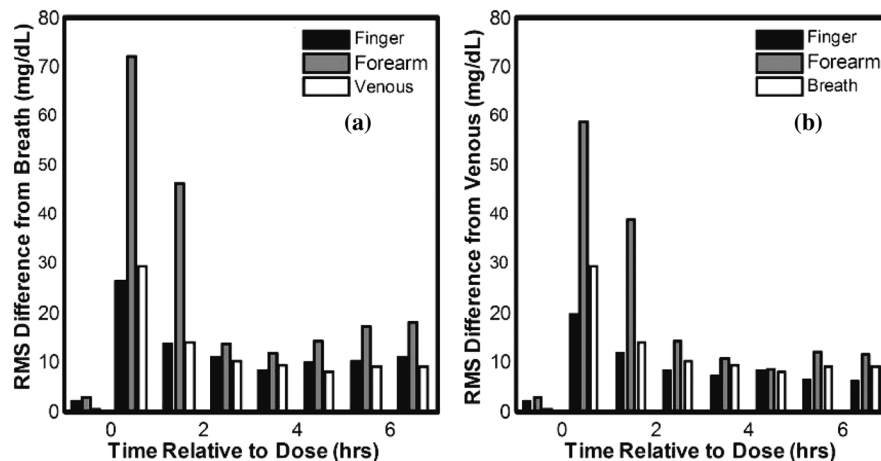 80
70
60
50
40
30
20
10
0
RMS Difference from Breath (mg/dL)
Finger
Forearm
Venous
(a)
0 2 4 6
Time Relative to Dose (hrs)
80
70
60
50
40
30
20
10
0
RMS Difference from Venous (mg/dL)
Finger
Forearm
Breath
(b)
0 2 4 6
Time Relative to Dose (hrs)